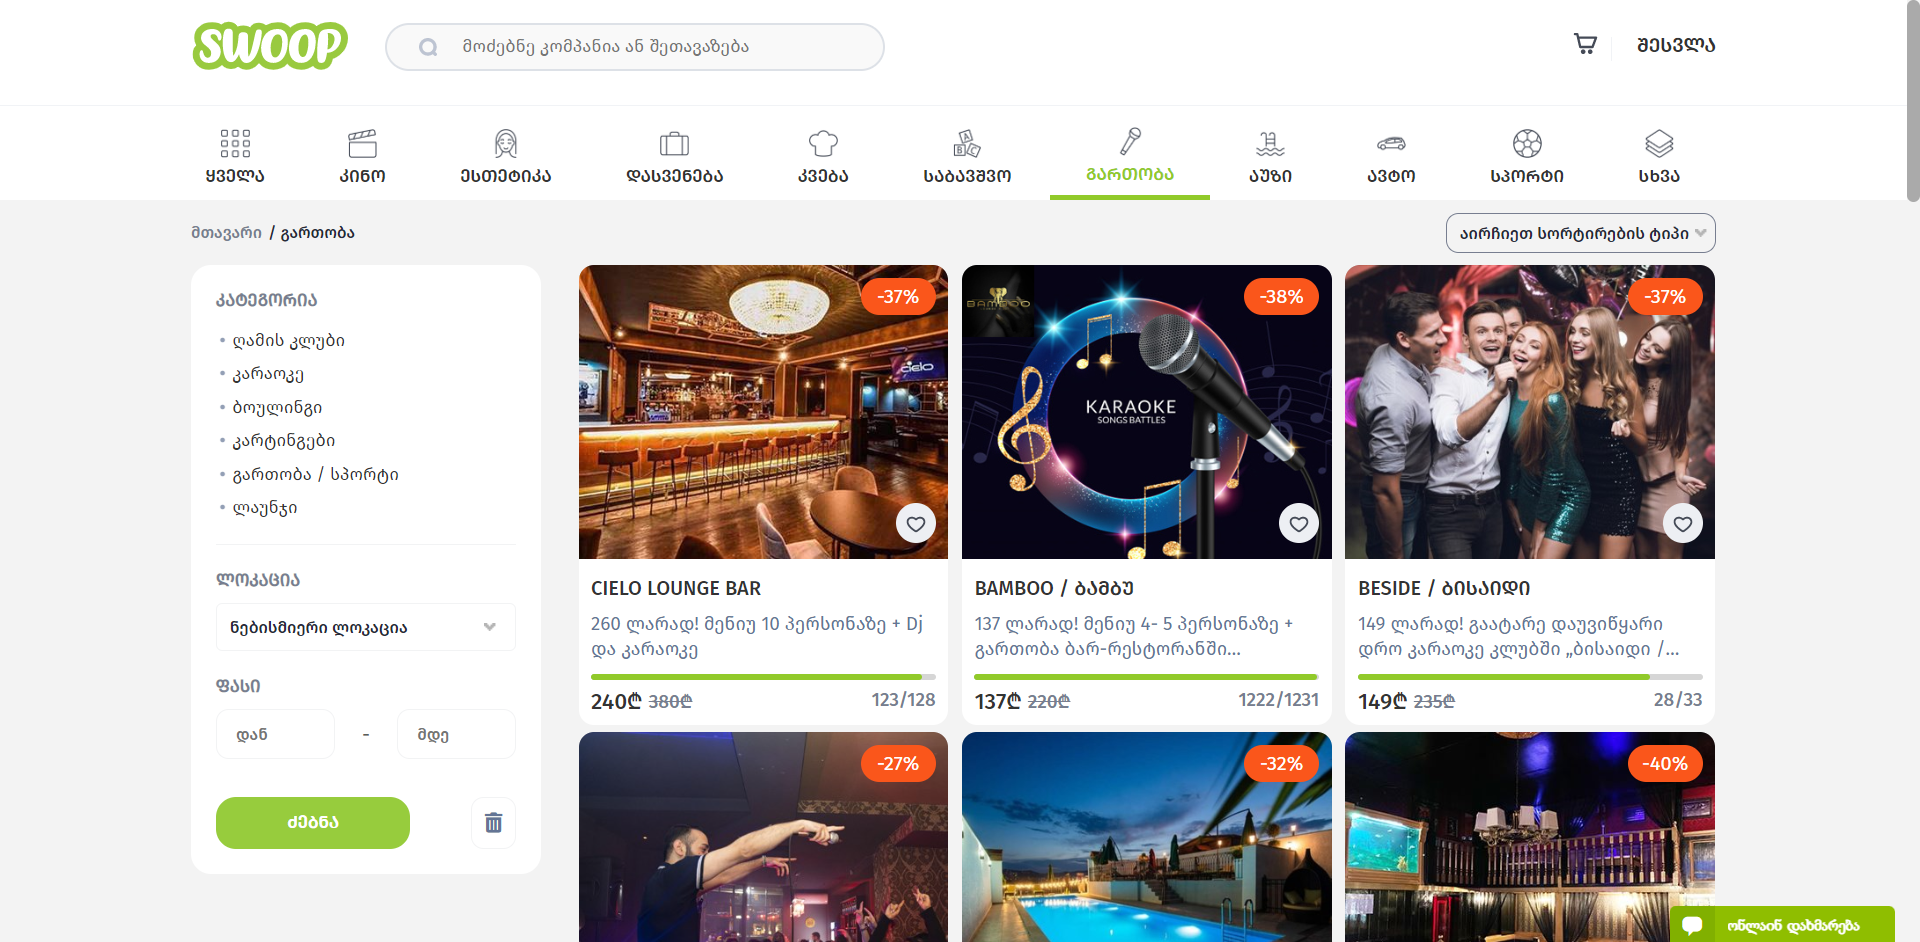 SWOOP
მოძებნე კომპანია ან შეთავაზება
შესვლა
ყველა
კინო
ესთეტიკა
დასვენება
კვება
საბავშვო
გართობა
აუზი
ავტო
სპორტი
სხვა
მთავარი / გართობა
აირჩიეთ სორტირების ტიპი
კატეგორია
• ღამის კლუბი
• კარაოკე
• ბოულინგი
• კარტინგები
• გართობა / სპორტი
• ლაუნჯი
ლოკაცია
ნებისმიერი ლოკაცია
ფასი
დან - მდე
ძებნა
-37%
cielo
CIELO LOUNGE BAR
260 ლარად! მენიუ 10 პერსონაზე + Dj
და კარაოკე
240₾ 380₾ 123/128
-38%
BAMBOO
KARAOKE
SONGS BATTLES
BAMBOO / ბამბუ
137 ლარად! მენიუ 4- 5 პერსონაზე +
გართობა ბარ-რესტორანში...
137₾ 220₾ 1222/1231
-37%
BESIDE / ბისაიდი
149 ლარად! გაატარე დაუვიწყარი
დრო კარაოკე კლუბში „ბისაიდი /...
149₾ 235₾ 28/33
-27%
-32%
-40%
ონლაინ დახმარება